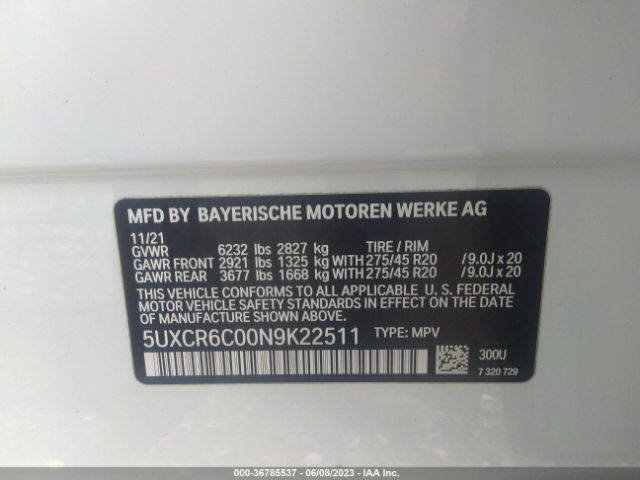 MFD BY BAYERISCHE MOTOREN WERKE AG
11/21
GVWR 6232 lbs 2827 kg TIRE / RIM
GAWR FRONT 2921 lbs 1325 kg WITH 275/45 R20 /9.0J x 20
GAWR REAR 3677 lbs 1668 kg WITH 275/45 R20 /9.0J x 20
THIS VEHICLE CONFORMS TO ALL APPLICABLE U. S. FEDERAL
MOTOR VEHICLE SAFETY STANDARDS IN EFFECT ON THE DATE OF
MANUFACTURE SHOWN ABOVE.
5UXCR6C00N9K22511 TYPE: MPV
300U
7 320 729
000-36785537 - 06/08/2023 - IAA Inc.